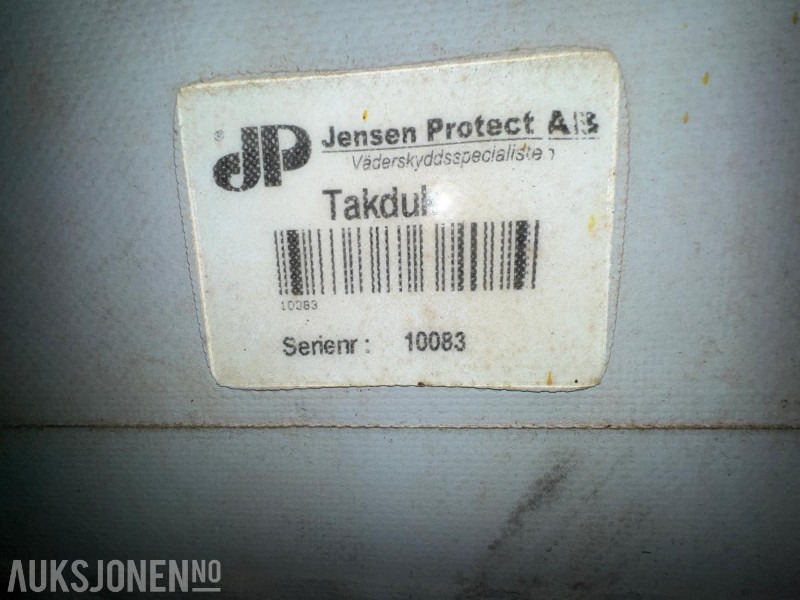 ® JP Jensen Protect AB
Väderskyddsspecialisten
Takduk
10083
Serienr : 10083
AUKSJONEN.NO